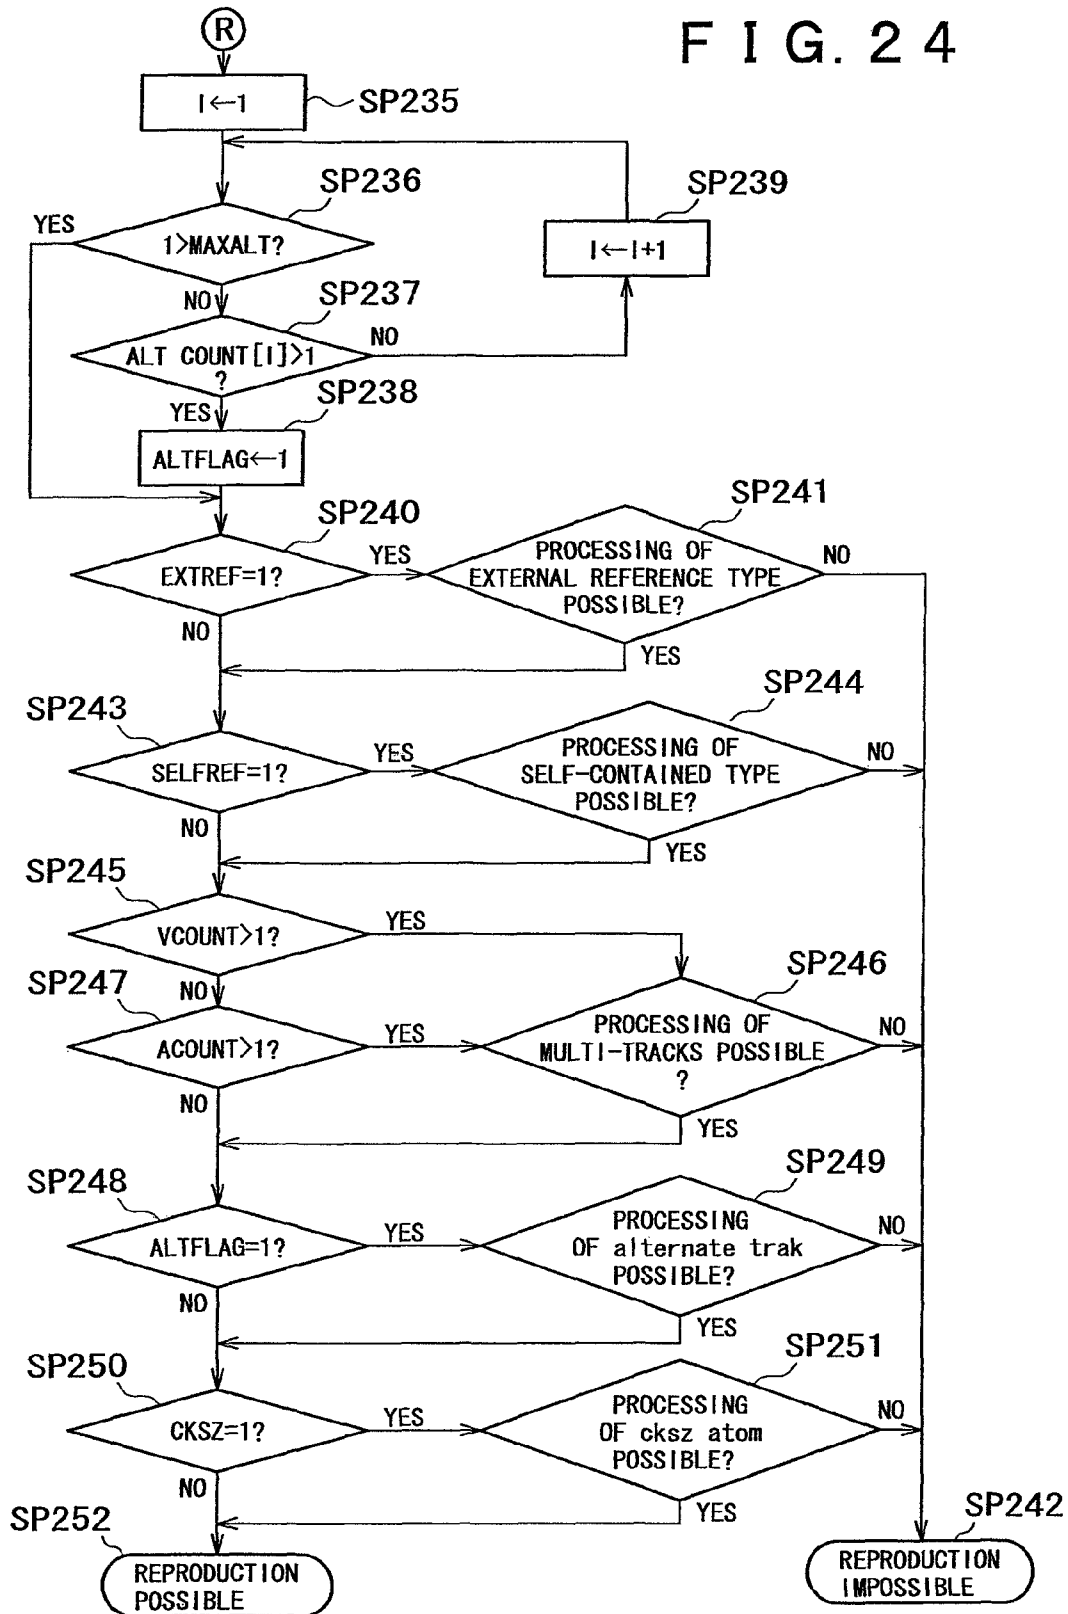 FIG. 24
R
I←1
SP235
SP236
SP239
YES
1>MAXALT?
I←I+1
NO
SP237
ALT COUNT[I]>1
?
NO
YES
SP238
ALTFLAG←1
SP240
SP241
EXTREF=1?
YES
PROCESSING OF
EXTERNAL REFERENCE TYPE
POSSIBLE?
NO
NO
YES
SP243
SP244
SELFREF=1?
YES
PROCESSING OF
SELF-CONTAINED TYPE
POSSIBLE?
NO
NO
YES
SP245
VCOUNT>1?
YES
SP246
NO
SP247
ACOUNT>1?
YES
PROCESSING OF
MULTI-TRACKS POSSIBLE
?
NO
NO
YES
SP248
SP249
ALTFLAG=1?
YES
PROCESSING
OF alternate trak
POSSIBLE?
NO
NO
YES
SP250
SP251
CKSZ=1?
YES
PROCESSING
OF cksz atom
POSSIBLE?
NO
NO
YES
SP252
SP242
REPRODUCTION
POSSIBLE
REPRODUCTION
IMPOSSIBLE